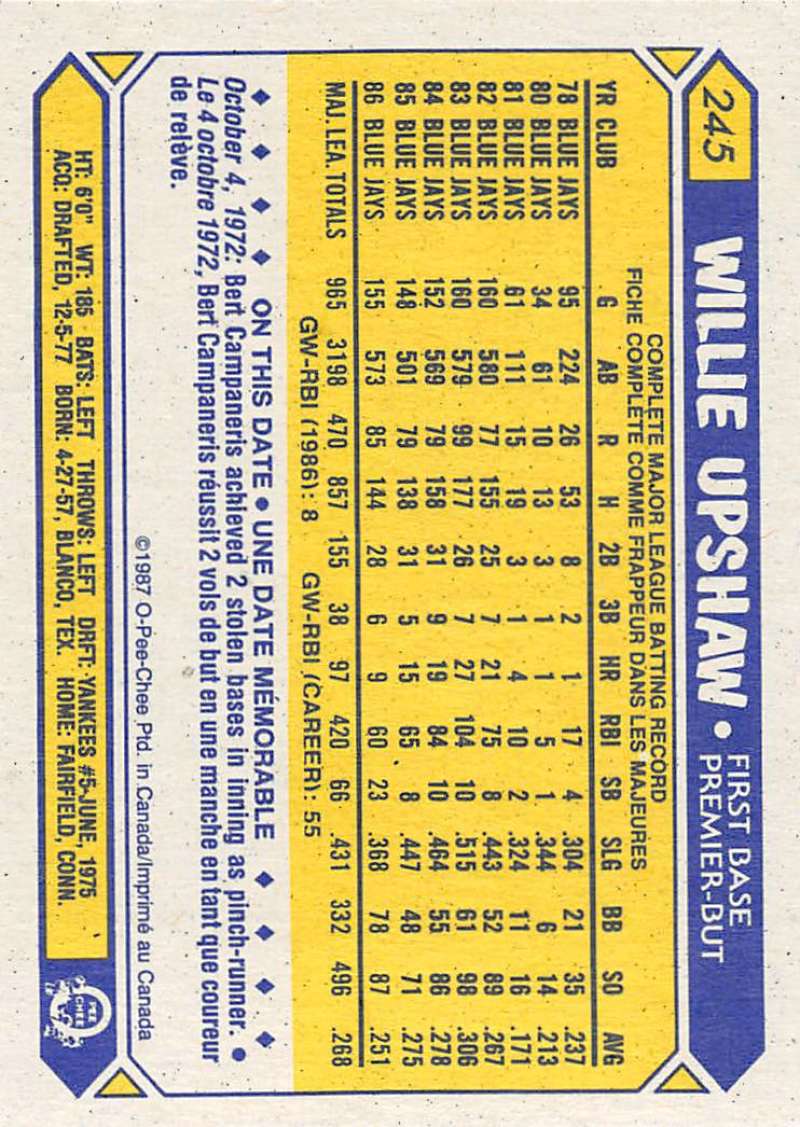 245
WILLIE UPSHAW • FIRST BASE
PREMIER-BUT
COMPLETE MAJOR LEAGUE BATTING RECORD
FICHE COMPLÈTE COMME FRAPPEUR DANS LES MAJEURES
YR CLUB G AB R H 2B 3B HR RBI SB SLG BB SO AVG
78 BLUE JAYS 95 224 26 53 8 2 1 17 4 .304 21 35 .237
80 BLUE JAYS 34 61 10 13 3 1 1 5 1 .344 6 14 .213
81 BLUE JAYS 61 111 15 19 3 1 4 10 2 .324 11 16 .171
82 BLUE JAYS 160 580 77 155 25 7 21 75 8 .443 52 89 .267
83 BLUE JAYS 160 579 99 177 26 7 27 104 10 .515 61 98 .306
84 BLUE JAYS 152 569 79 158 31 9 19 84 10 .464 55 86 .278
85 BLUE JAYS 148 501 79 138 31 5 15 65 8 .447 48 71 .275
86 BLUE JAYS 155 573 85 144 28 6 9 60 23 .368 78 87 .251
MAJ. LEA. TOTALS 965 3198 470 857 155 38 97 420 66 .431 332 496 .268
GW-RBI (1986): 8 GW-RBI (CAREER): 55
♦ ♦ ♦ ♦ ON THIS DATE • UNE DATE MÉMORABLE ♦ ♦ ♦ ♦
October 4, 1972: Bert Campaneris achieved 2 stolen bases in inning as pinch-runner. •
Le 4 octobre 1972, Bert Campaneris réussit 2 vols de but en une manche en tant que coureur
de relève.
©1987 O-Pee-Chee Ptd. in Canada/Imprimé au Canada
HT: 6'0" WT: 185 BATS: LEFT THROWS: LEFT DRFT: YANKEES #5-JUNE, 1975
ACQ: DRAFTED, 12-5-77 BORN: 4-27-57, BLANCO, TEX. HOME: FAIRFIELD, CONN.
O
PEE
CHEE